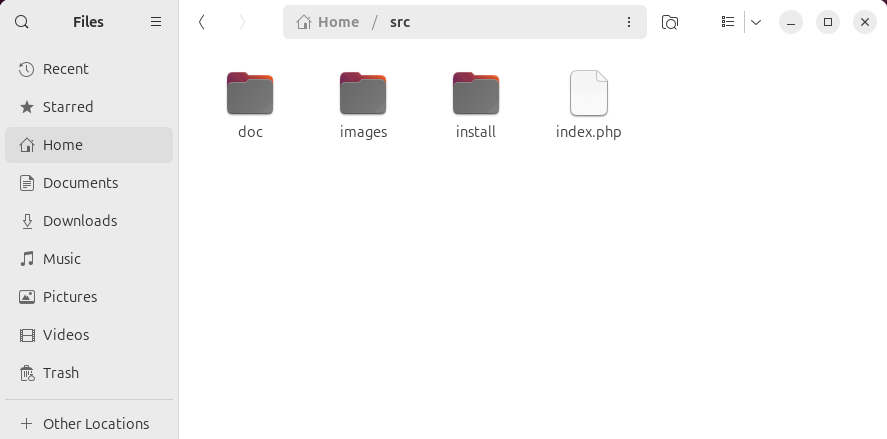 Files
Home / src
Recent
Starred
Home
Documents
Downloads
Music
Pictures
Videos
Trash
Other Locations
doc
images
install
index.php